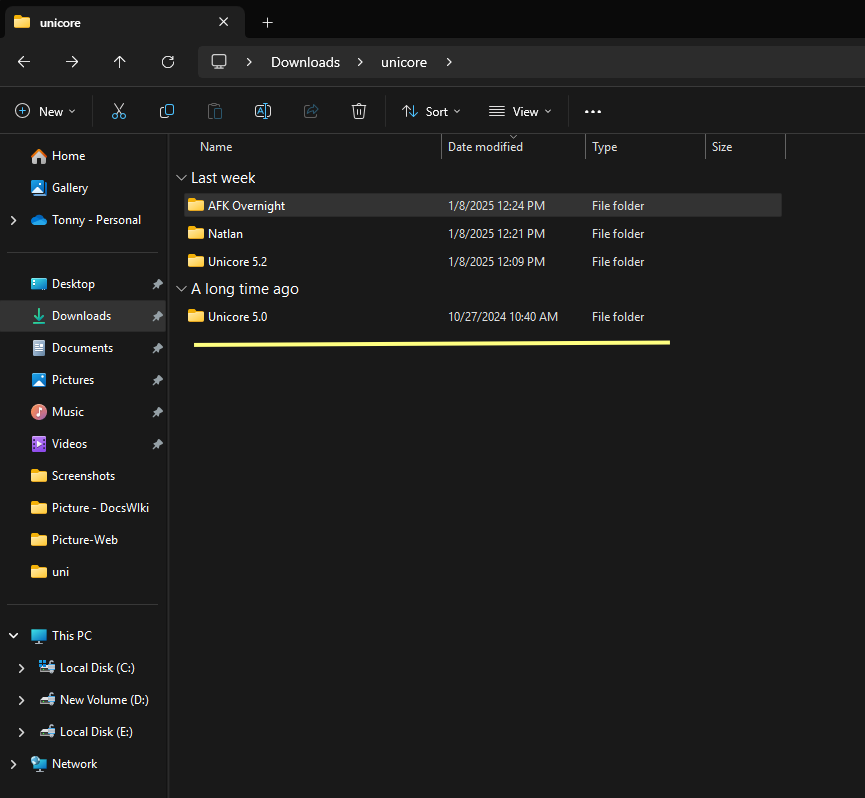 unicore
Downloads > unicore >
New
Sort
View
Home
Gallery
Tonny - Personal
Desktop
Downloads
Documents
Pictures
Music
Videos
Screenshots
Picture - DocsWIki
Picture-Web
uni
This PC
Local Disk (C:)
New Volume (D:)
Local Disk (E:)
Network
Name Date modified Type Size
Last week
AFK Overnight 1/8/2025 12:24 PM File folder
Natlan 1/8/2025 12:21 PM File folder
Unicore 5.2 1/8/2025 12:09 PM File folder
A long time ago
Unicore 5.0 10/27/2024 10:40 AM File folder